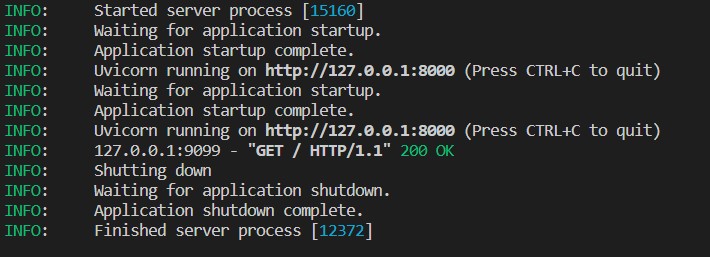 INFO:     Started server process [15160]
INFO:     Waiting for application startup.
INFO:     Application startup complete.
INFO:     Uvicorn running on http://127.0.0.1:8000 (Press CTRL+C to quit)
INFO:     Waiting for application startup.
INFO:     Application startup complete.
INFO:     Uvicorn running on http://127.0.0.1:8000 (Press CTRL+C to quit)
INFO:     127.0.0.1:9099 - "GET / HTTP/1.1" 200 OK
INFO:     Shutting down
INFO:     Waiting for application shutdown.
INFO:     Application shutdown complete.
INFO:     Finished server process [12372]